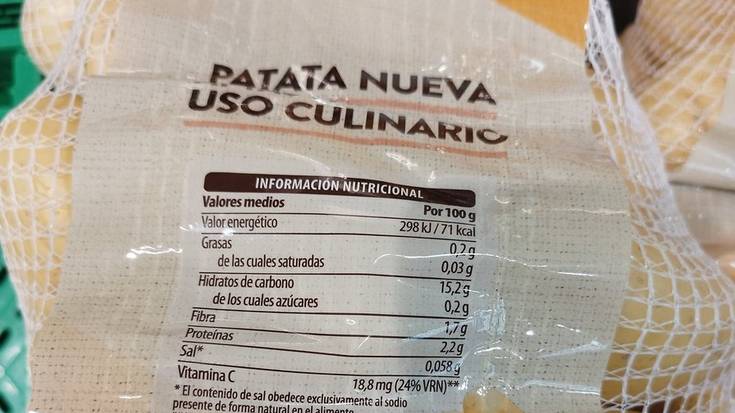 PATATA NUEVA
USO CULINARIO
INFORMACIÓN NUTRICIONAL
Valores medios Por 100 g
Valor energético 298 kJ / 71 kcal
Grasas 0,2 g
de las cuales saturadas 0,03 g
Hidratos de carbono 15,2 g
de los cuales azúcares 0,2 g
Fibra 1,7 g
Proteínas 2,2 g
Sal* 0,058 g
Vitamina C 18,8 mg (24% VRN)**
* El contenido de sal obedece exclusivamente al sodio
presente de forma natural en el alimento